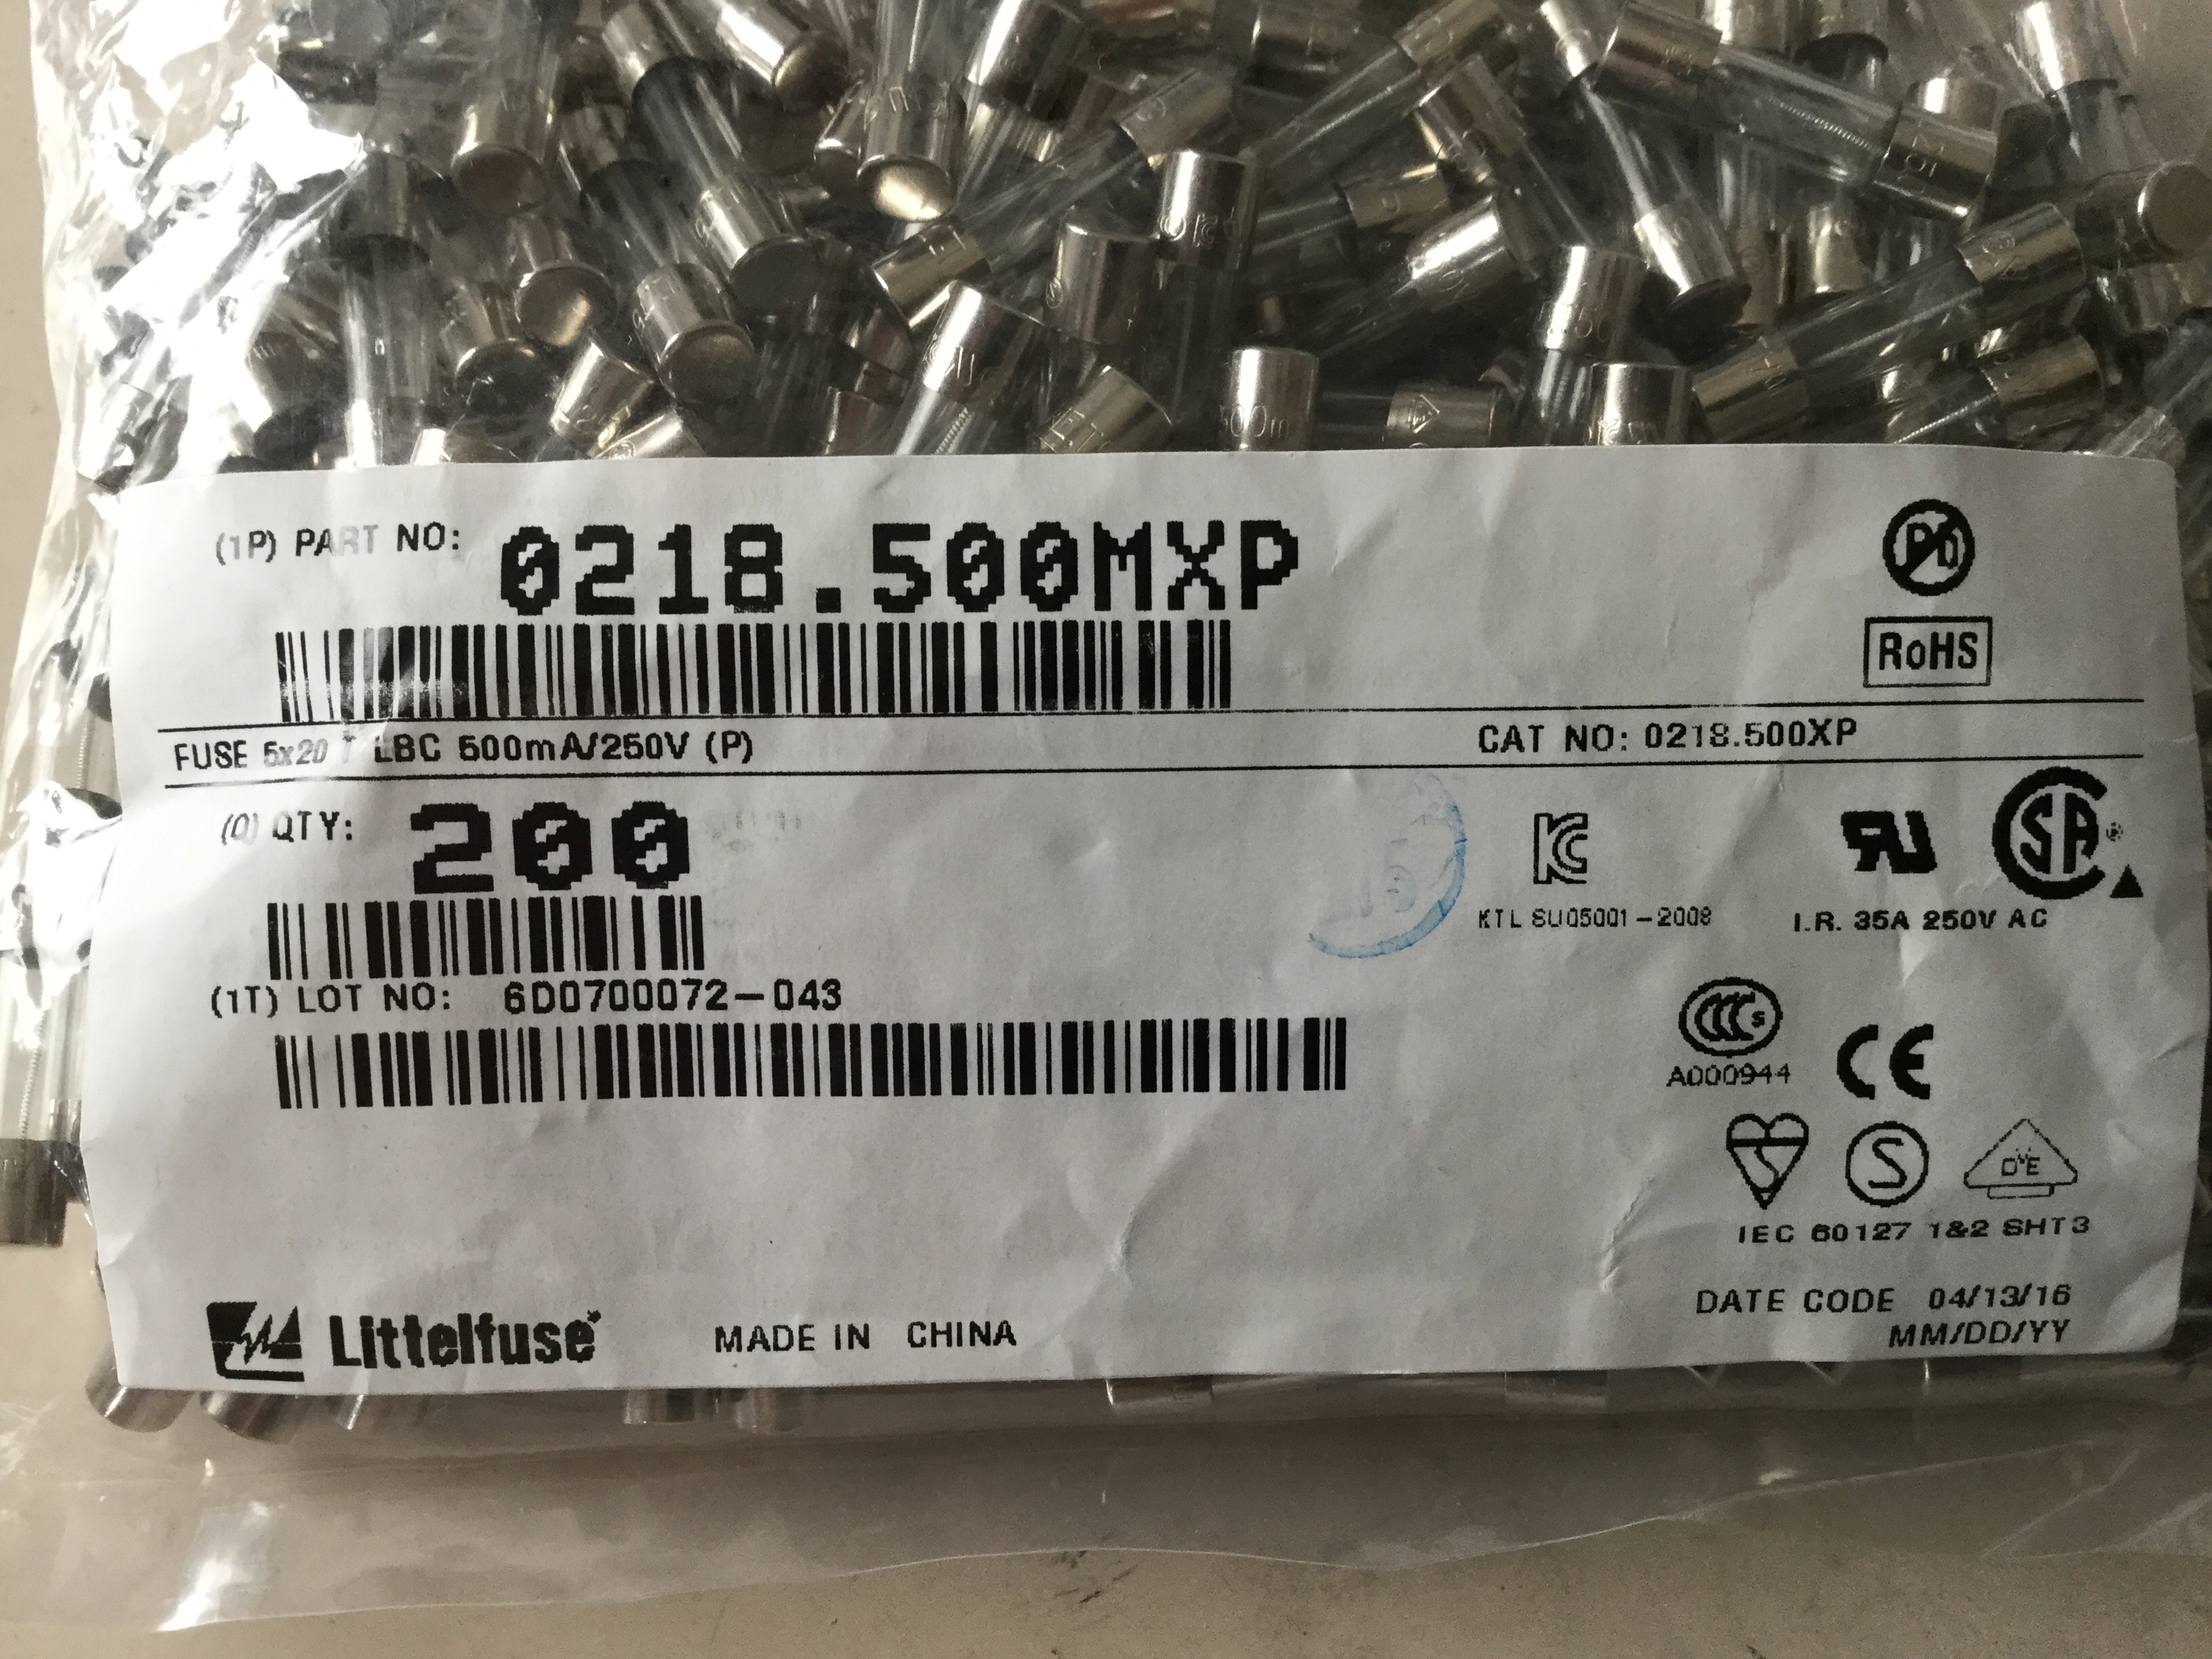 (1P) PART NO: 0218.500MXP
Pb
RoHS
FUSE 5x20 T LBC 500mA/250V (P)
CAT NO: 0218.500XP
(Q) QTY: 200
KTL SU05001-2008
I.R. 35A 250V AC
(1T) LOT NO: 6D0700072-043
A000944
CE
DVE
IEC 60127 1&2 SHT3
Littelfuse
MADE IN CHINA
DATE CODE 04/13/16
MM/DD/YY